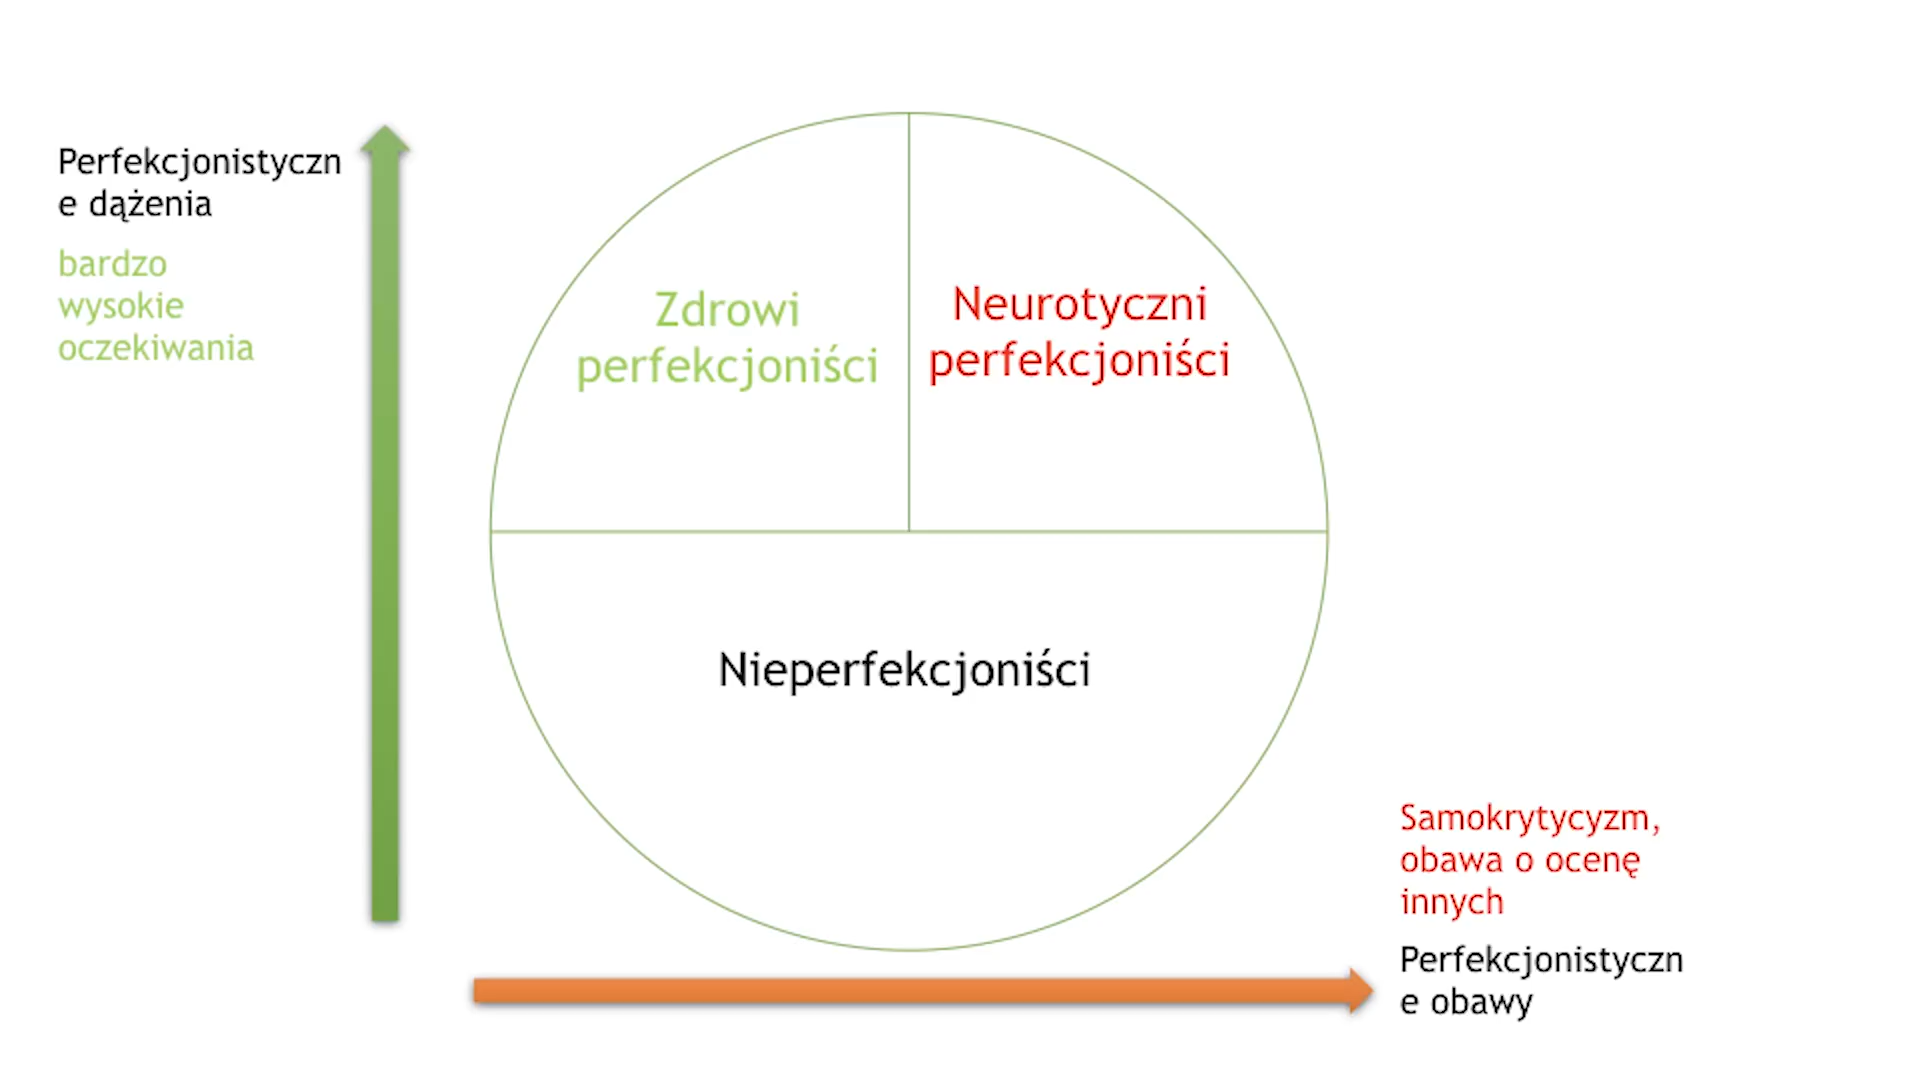 Perfekcjonistyczn
e dążenia
bardzo
wysokie
oczekiwania
Zdrowi
perfekcjoniści
Neurotyczni
perfekcjoniści
Nieperfekcjoniści
Samokrytycyzm,
obawa o ocenę
innych
Perfekcjonistyczn
e obawy